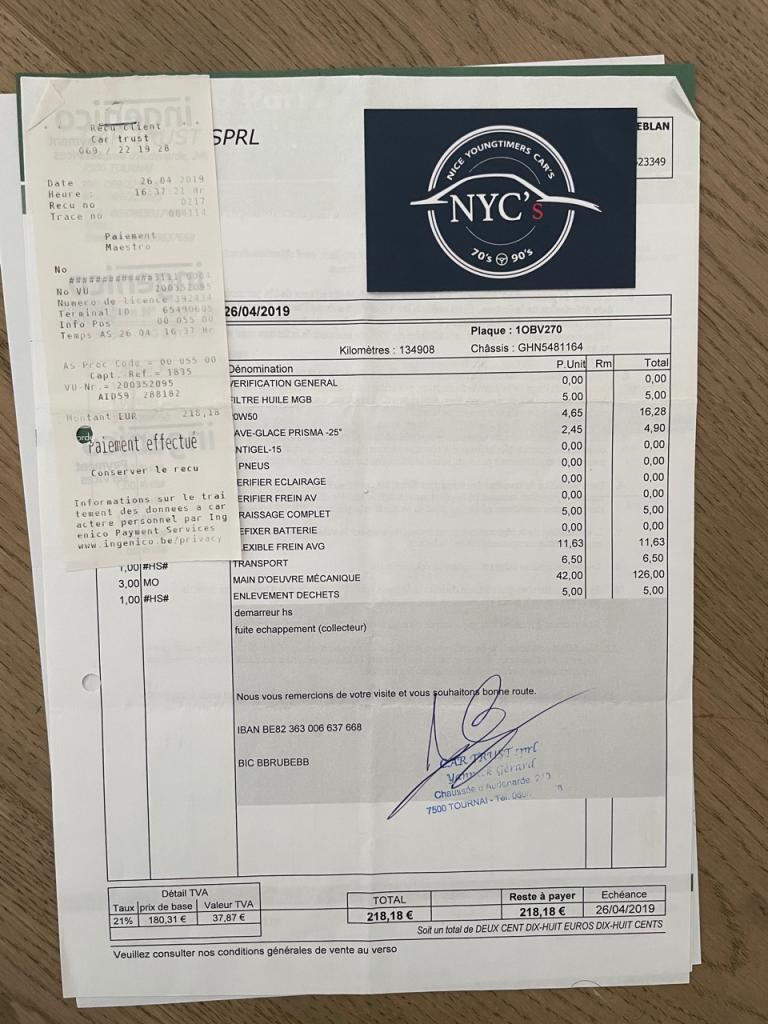 Recu client
Car trust
069 / 22 19 28
Date 26.04 2019
Heure : 16:37:21 Hr
Recu no 0217
Trace no 084114
Paiement
Maestro
No
No VU 200352095
Numero de licence
Terminal ID 65490605
Info Pos 00 055 00
Temps AS 26 04 16:37 Hr
AS-Proc-Code = 00 055 00
Capt. Ref.= 1835
VU-Nr.= 200352095
AID59: 288182
Montant EUR 218,18
Paiement effectué
Conserver le recu
Informations sur le trai
tement des donnees a car
actere personnel par Ing
enico Payment Services
www.ingenico.be/privacy
SPRL
NICE YOUNGTIMERS CAR'S
NYC's
70's 90's
EBLAN
23349
26/04/2019
Plaque : 1OBV270
Kilomètres : 134908 Châssis : GHN5481164
Dénomination P.Unit Rm Total
VERIFICATION GENERAL 0,00 0,00
FILTRE HUILE MGB 5.00 5,00
0W50 4,65 16,28
AVE-GLACE PRISMA -25° 2,45 4,90
NTIGEL-15 0,00 0,00
PNEUS 0,00 0,00
ERIFIER ECLAIRAGE 0,00 0,00
ERIFIER FREIN AV 0,00 0,00
RAISSAGE COMPLET 5,00 5,00
EFIXER BATTERIE 0,00 0,00
LEXIBLE FREIN AVG 11,63 11,63
1,00 #HS# TRANSPORT 6,50 6,50
3,00 MO MAIN D'OEUVRE MÉCANIQUE 42,00 126,00
1,00 #HS# ENLEVEMENT DECHETS 5,00 5,00
demarreur hs
fuite echappement (collecteur)
Nous vous remercions de votre visite et vous souhaitons bonne route.
IBAN BE82 363 006 637 668
BIC BBRUBEBB
CAR TRUST sprl
Yannick Gérard
Chaussée d'Audenarde
7500 TOURNAI - Tél.
Détail TVA
Taux prix de base Valeur TVA
21% 180,31 € 37,87 €
TOTAL Reste à payer Echéance
218,18 € 218,18 € 26/04/2019
Soit un total de DEUX CENT DIX-HUIT EUROS DIX-HUIT CENTS
Veuillez consulter nos conditions générales de vente au verso